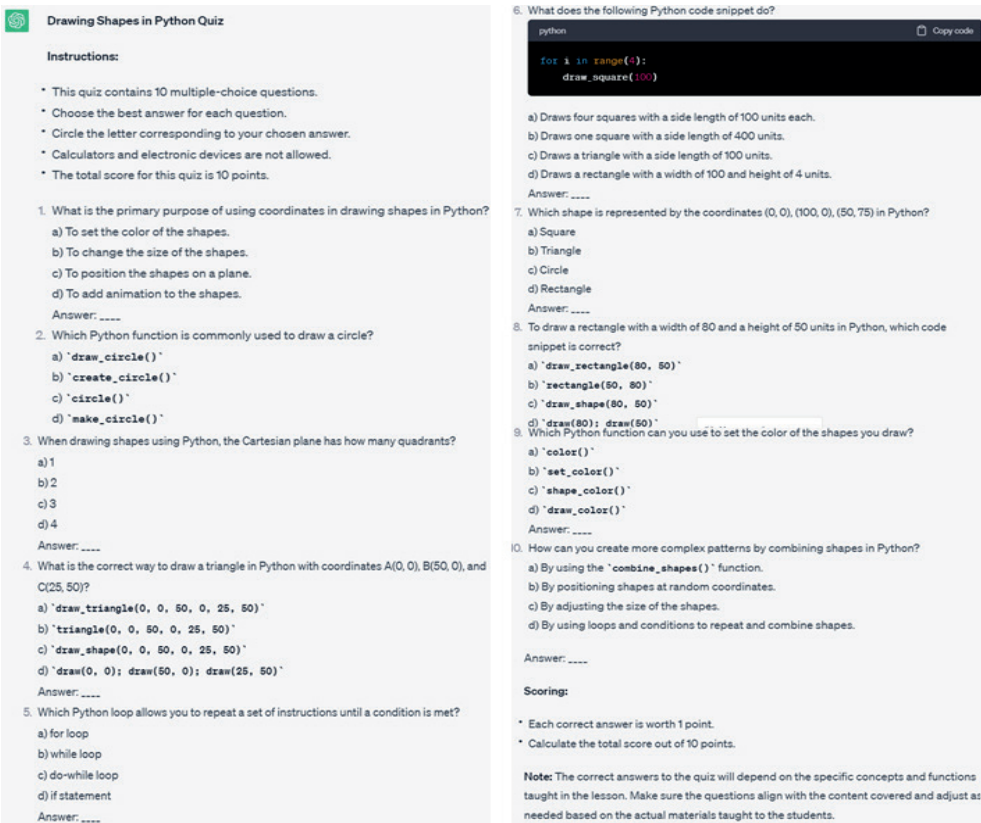 Drawing Shapes in Python Quiz
Instructions:
• This quiz contains 10 multiple-choice questions.
• Choose the best answer for each question.
• Circle the letter corresponding to your chosen answer.
• Calculators and electronic devices are not allowed.
• The total score for this quiz is 10 points.
1. What is the primary purpose of using coordinates in drawing shapes in Python?
a) To set the color of the shapes.
b) To change the size of the shapes.
c) To position the shapes on a plane.
d) To add animation to the shapes.
Answer: ____
2. Which Python function is commonly used to draw a circle?
a) `draw_circle()`
b) `create_circle()`
c) `circle()`
d) `make_circle()`
3. When drawing shapes using Python, the Cartesian plane has how many quadrants?
a) 1
b) 2
c) 3
d) 4
Answer: ____
4. What is the correct way to draw a triangle in Python with coordinates A(0, 0), B(50, 0), and
C(25, 50)?
a) `draw_triangle(0, 0, 50, 0, 25, 50)`
b) `triangle(0, 0, 50, 0, 25, 50)`
c) `draw_shape(0, 0, 50, 0, 25, 50)`
d) `draw(0, 0); draw(50, 0); draw(25, 50)`
Answer: ____
5. Which Python loop allows you to repeat a set of instructions until a condition is met?
a) for loop
b) while loop
c) do-while loop
d) if statement
Answer: ____
6. What does the following Python code snippet do?
python Copy code
for i in range(4):
draw_square(100)
a) Draws four squares with a side length of 100 units each.
b) Draws one square with a side length of 400 units.
c) Draws a triangle with a side length of 100 units.
d) Draws a rectangle with a width of 100 and height of 4 units.
Answer: ____
7. Which shape is represented by the coordinates (0, 0), (100, 0), (50, 75) in Python?
a) Square
b) Triangle
c) Circle
d) Rectangle
Answer: ____
8. To draw a rectangle with a width of 80 and a height of 50 units in Python, which code
snippet is correct?
a) `draw_rectangle(80, 50)`
b) `rectangle(50, 80)`
c) `draw_shape(80, 50)`
d) `draw(80); draw(50)`
9. Which Python function can you use to set the color of the shapes you draw?
a) `color()`
b) `set_color()`
c) `shape_color()`
d) `draw_color()`
Answer: ____
10. How can you create more complex patterns by combining shapes in Python?
a) By using the `combine_shapes()` function.
b) By positioning shapes at random coordinates.
c) By adjusting the size of the shapes.
d) By using loops and conditions to repeat and combine shapes.
Answer: ____
Scoring:
• Each correct answer is worth 1 point.
• Calculate the total score out of 10 points.
Note: The correct answers to the quiz will depend on the specific concepts and functions
taught in the lesson. Make sure the questions align with the content covered and adjust as
needed based on the actual materials taught to the students.